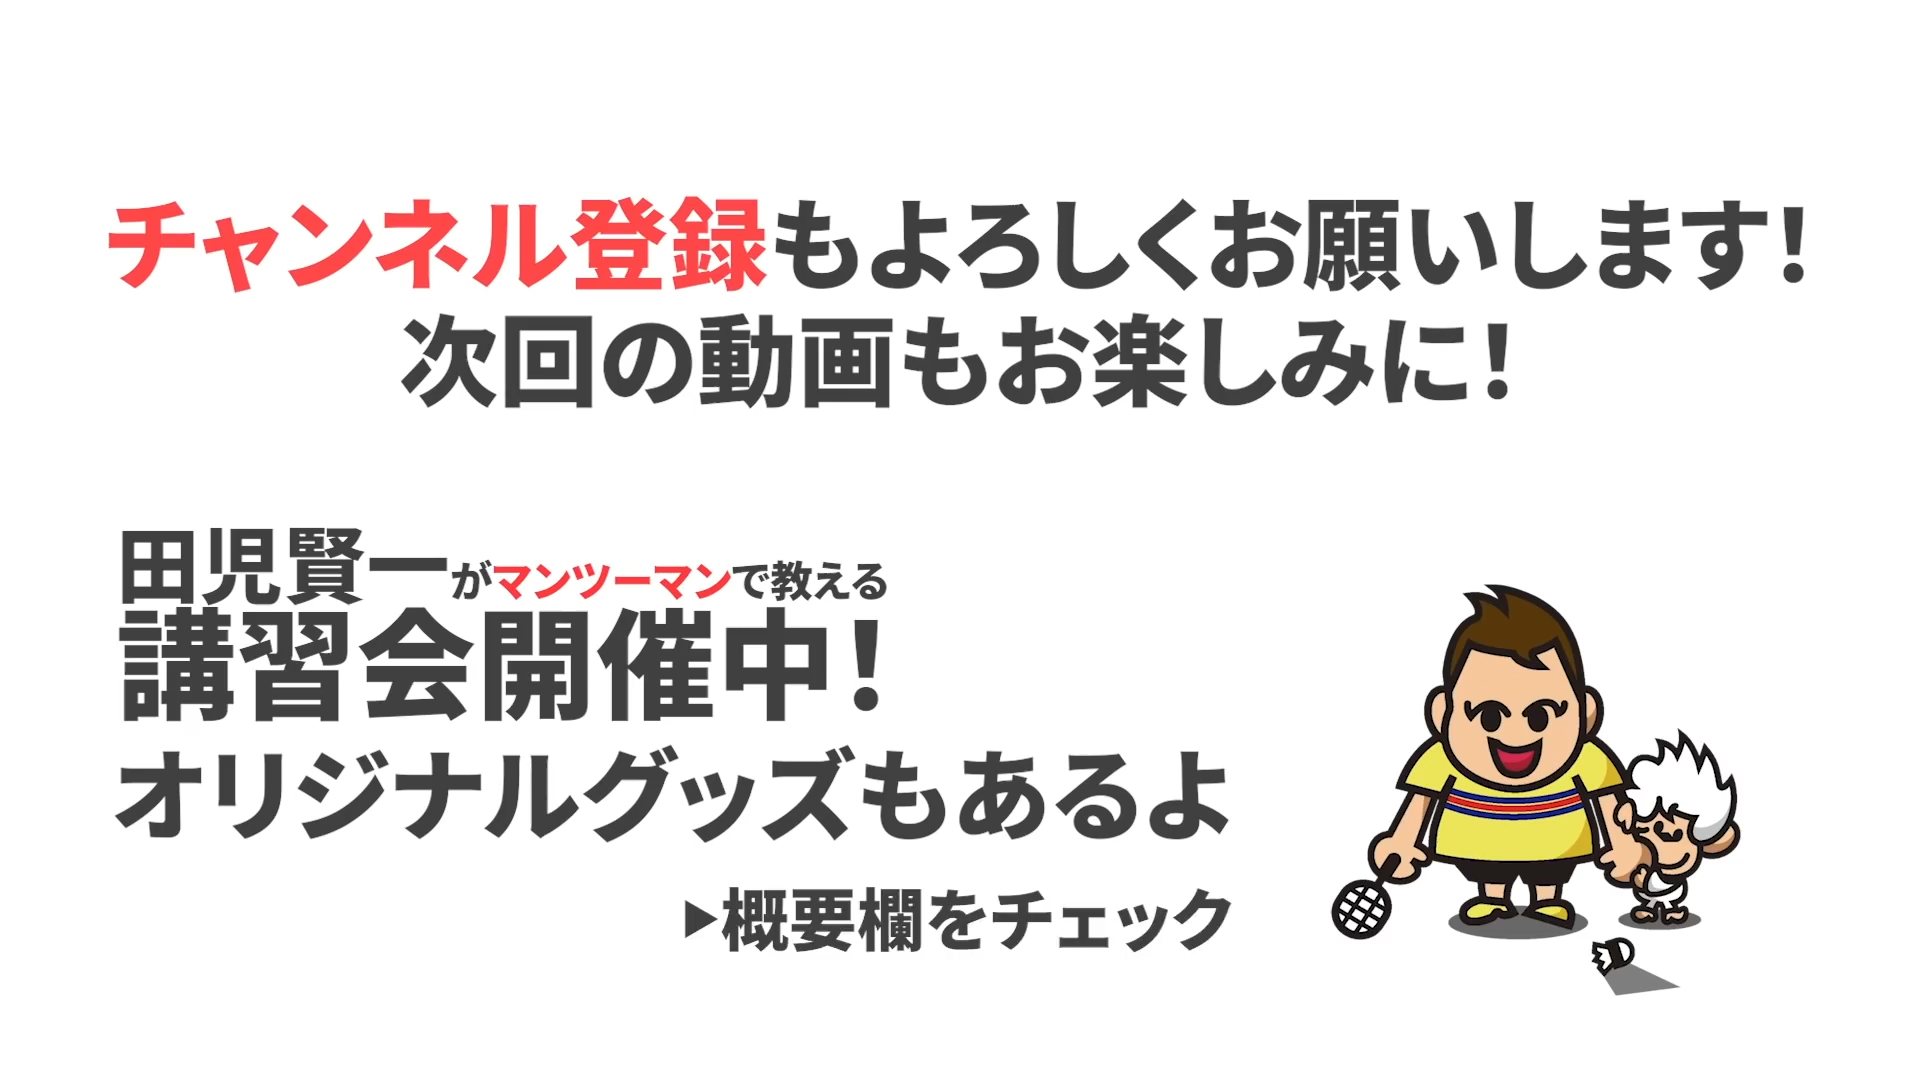 チャンネル登録もよろしくお願いします!
次回の動画もお楽しみに!
田児賢一がマンツーマンで教える
講習会開催中!
オリジナルグッズもあるよ
▶概要欄をチェック